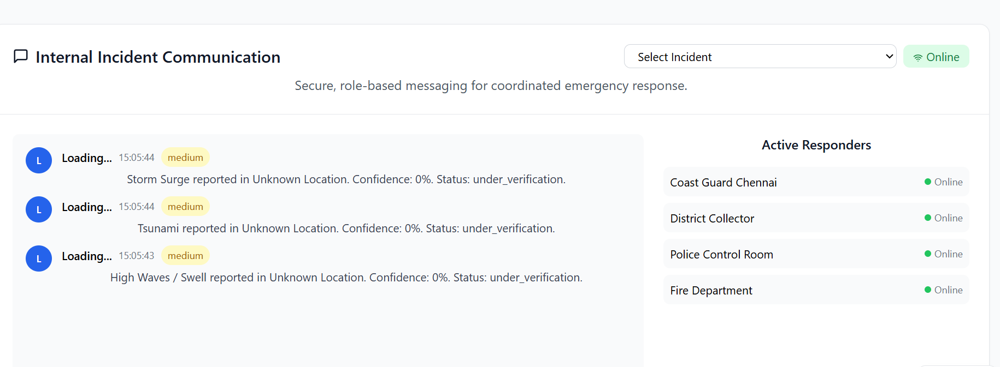 Internal Incident Communication
Select Incident
Online
Secure, role-based messaging for coordinated emergency response.
L
Loading... 15:05:44 medium
Storm Surge reported in Unknown Location. Confidence: 0%. Status: under_verification.
L
Loading... 15:05:44 medium
Tsunami reported in Unknown Location. Confidence: 0%. Status: under_verification.
L
Loading... 15:05:43 medium
High Waves / Swell reported in Unknown Location. Confidence: 0%. Status: under_verification.
Active Responders
Coast Guard Chennai Online
District Collector Online
Police Control Room Online
Fire Department Online